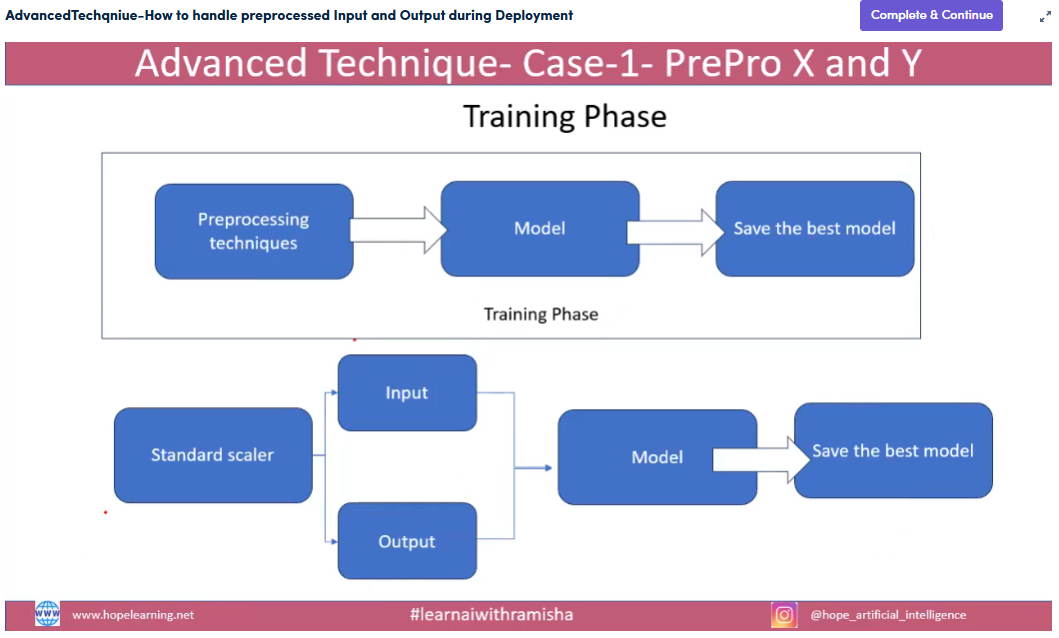 AdvancedTechqniue-How to handle preprocessed Input and Output during Deployment
Complete & Continue
Advanced Technique- Case-1- PrePro X and Y
Training Phase
Preprocessing
techniques
Model
Save the best model
Training Phase
Standard scaler
Input
Output
Model
Save the best model
www
www.hopelearning.net
#learnaiwithramisha
@hope_artificial_intelligence